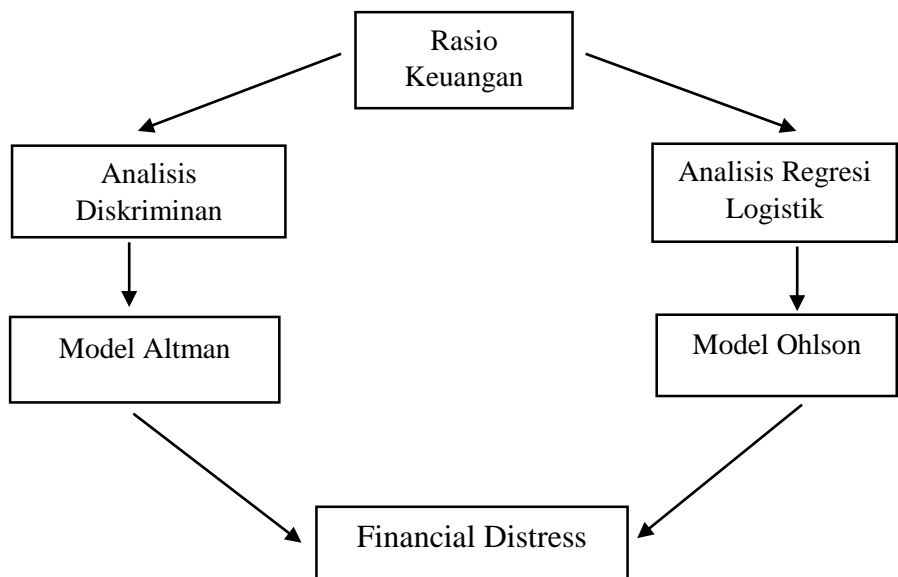 Rasio
Keuangan
Analisis
Diskriminan
Analisis Regresi
Logistik
Model Altman
Model Ohlson
Financial Distress